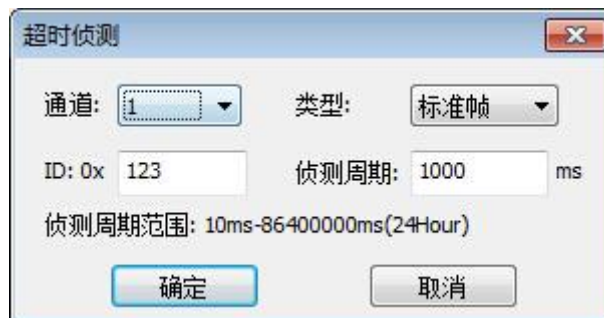 超时侦测
通道: 1 类型: 标准帧
ID: 0x 123 侦测周期: 1000 ms
侦测周期范围: 10ms-86400000ms(24Hour)
确定 取消